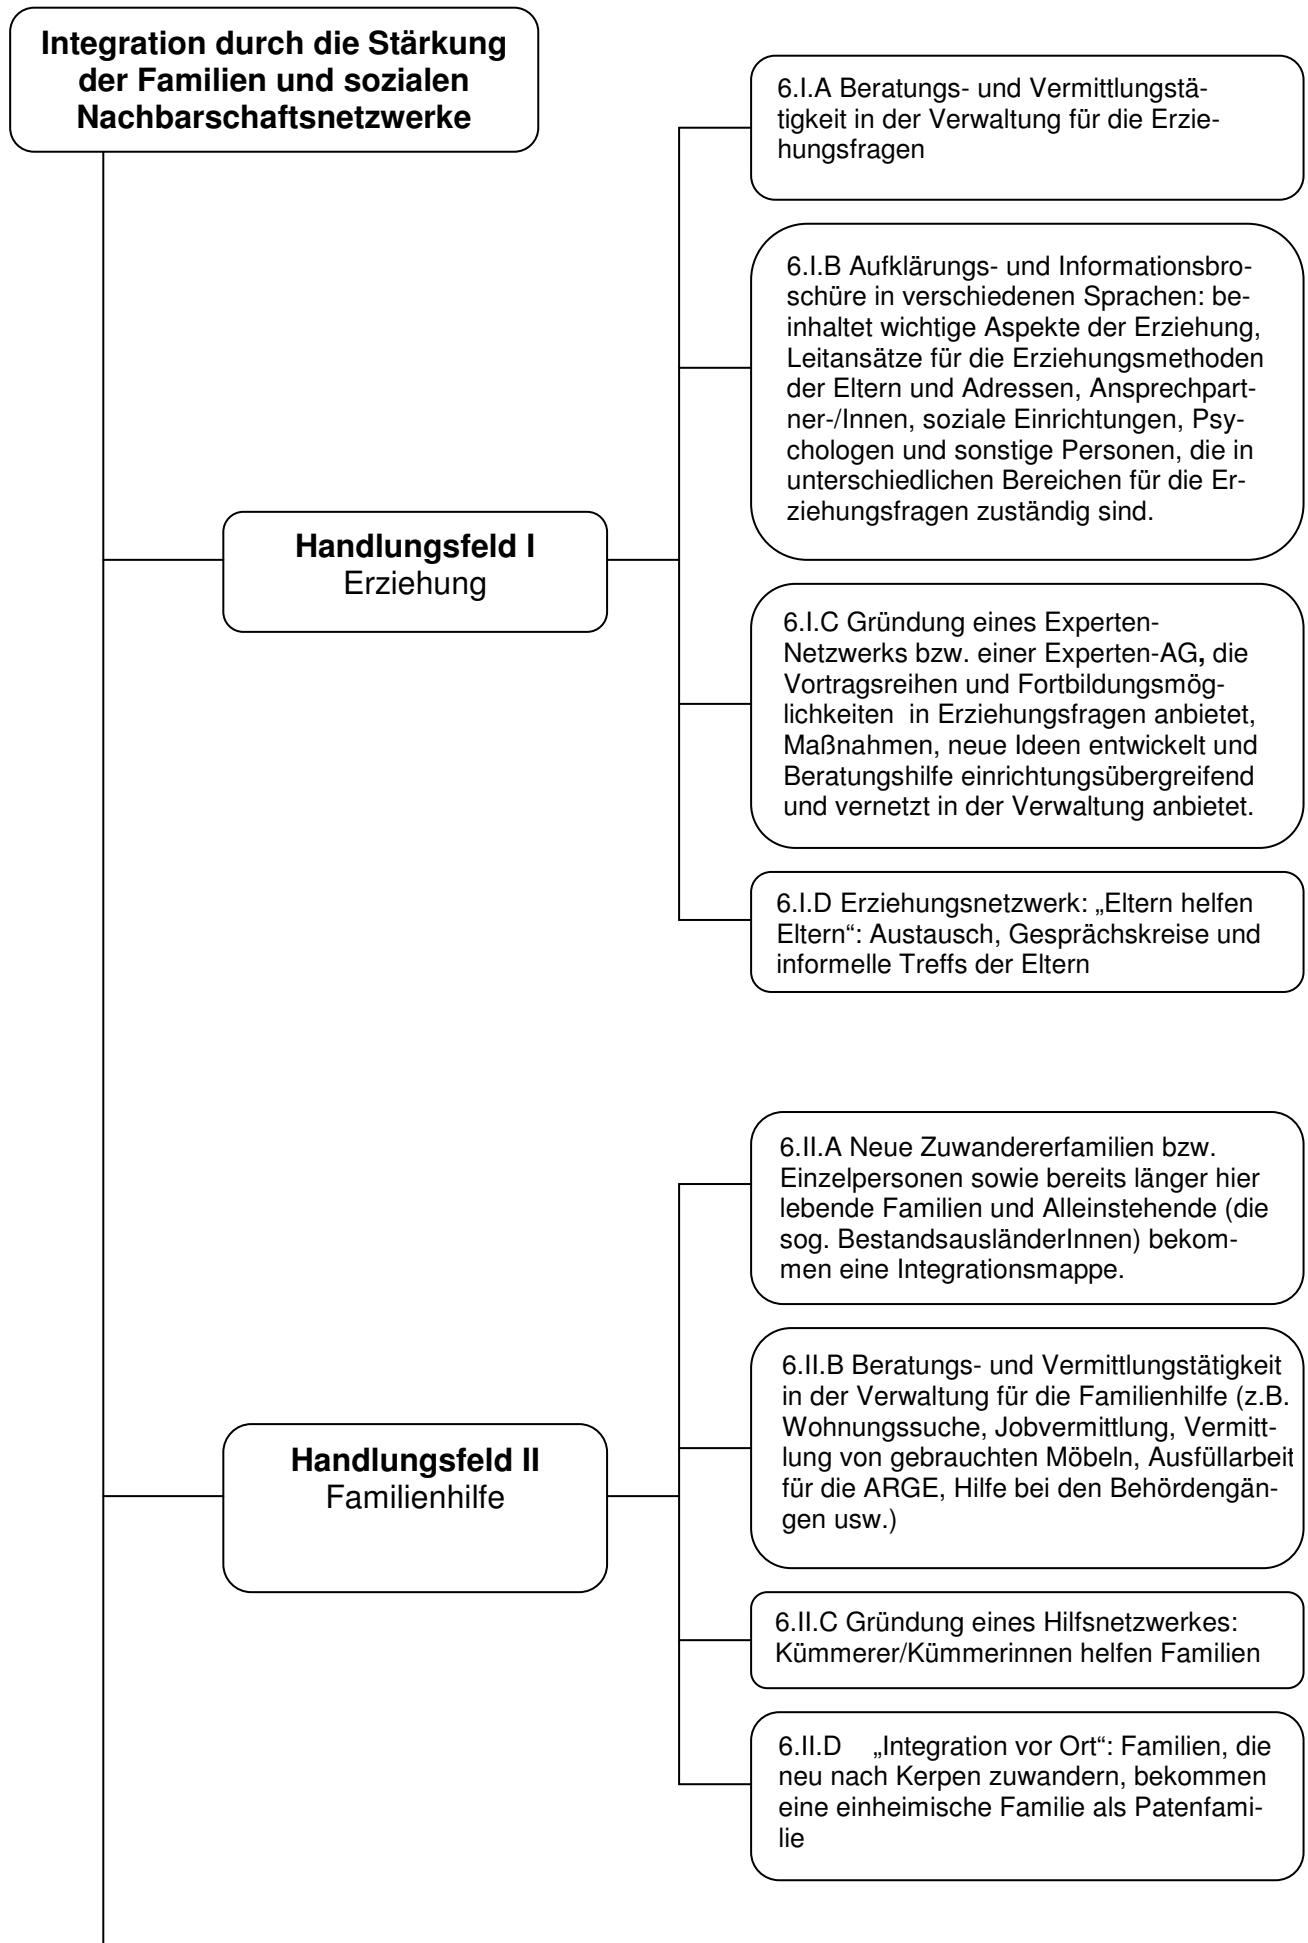 Integration durch die Stärkung
der Familien und sozialen
Nachbarschaftsnetzwerke
6.I.A Beratungs- und Vermittlungstä-
tigkeit in der Verwaltung für die Erzie-
hungsfragen
6.I.B Aufklärungs- und Informationsbro-
schüre in verschiedenen Sprachen: be-
inhaltet wichtige Aspekte der Erziehung,
Leitansätze für die Erziehungsmethoden
der Eltern und Adressen, Ansprechpart-
ner-/Innen, soziale Einrichtungen, Psy-
chologen und sonstige Personen, die in
unterschiedlichen Bereichen für die Er-
ziehungsfragen zuständig sind.
Handlungsfeld I
Erziehung
6.I.C Gründung eines Experten-
Netzwerks bzw. einer Experten-AG, die
Vortragsreihen und Fortbildungsmög-
lichkeiten in Erziehungsfragen anbietet,
Maßnahmen, neue Ideen entwickelt und
Beratungshilfe einrichtungsübergreifend
und vernetzt in der Verwaltung anbietet.
6.I.D Erziehungsnetzwerk: „Eltern helfen
Eltern“: Austausch, Gesprächskreise und
informelle Treffs der Eltern
6.II.A Neue Zuwandererfamilien bzw.
Einzelpersonen sowie bereits länger hier
lebende Familien und Alleinstehende (die
sog. BestandsausländerInnen) bekom-
men eine Integrationsmappe.
6.II.B Beratungs- und Vermittlungstätigkeit
in der Verwaltung für die Familienhilfe (z.B.
Wohnungssuche, Jobvermittlung, Vermitt-
lung von gebrauchten Möbeln, Ausfüllarbeit
für die ARGE, Hilfe bei den Behördengän-
gen usw.)
Handlungsfeld II
Familienhilfe
6.II.C Gründung eines Hilfsnetzwerkes:
Kümmerer/Kümmerinnen helfen Familien
6.II.D „Integration vor Ort“: Familien, die
neu nach Kerpen zuwandern, bekommen
eine einheimische Familie als Patenfami-
lie